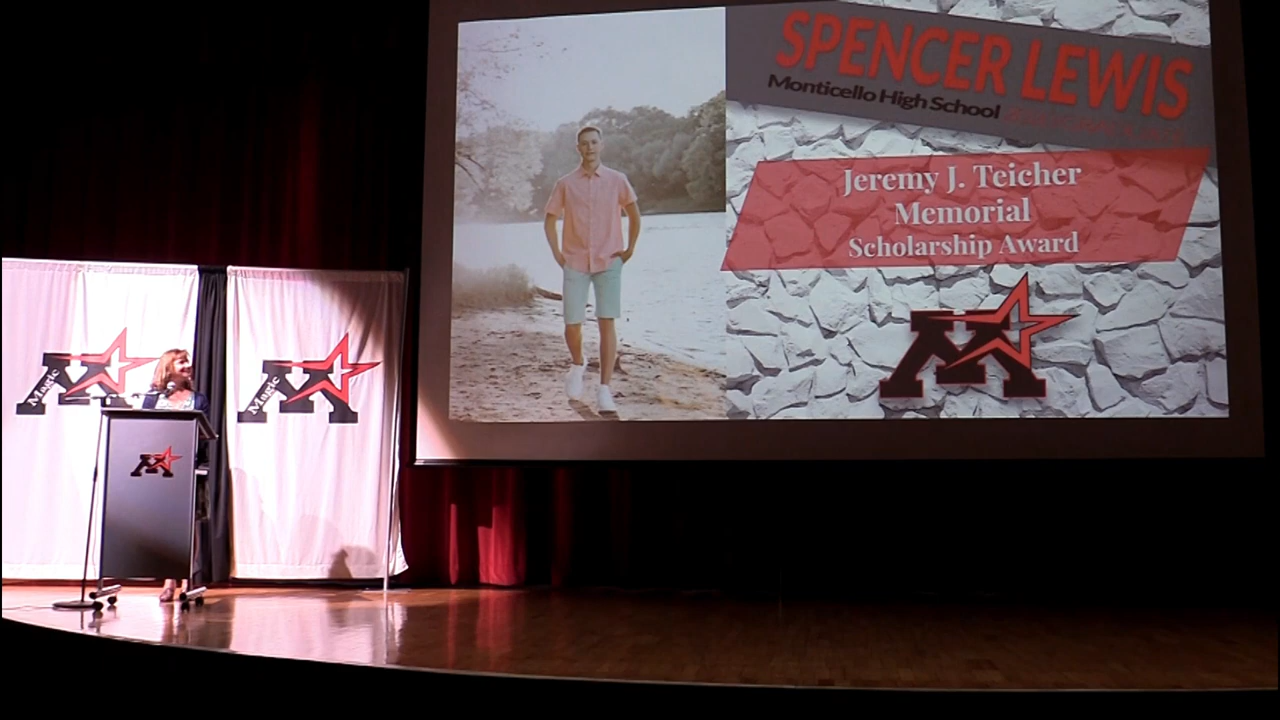 SPENCER LEWIS
Monticello High School
Jeremy J. Teicher
Memorial
Scholarship Award
M
Magic M
Magic M
M